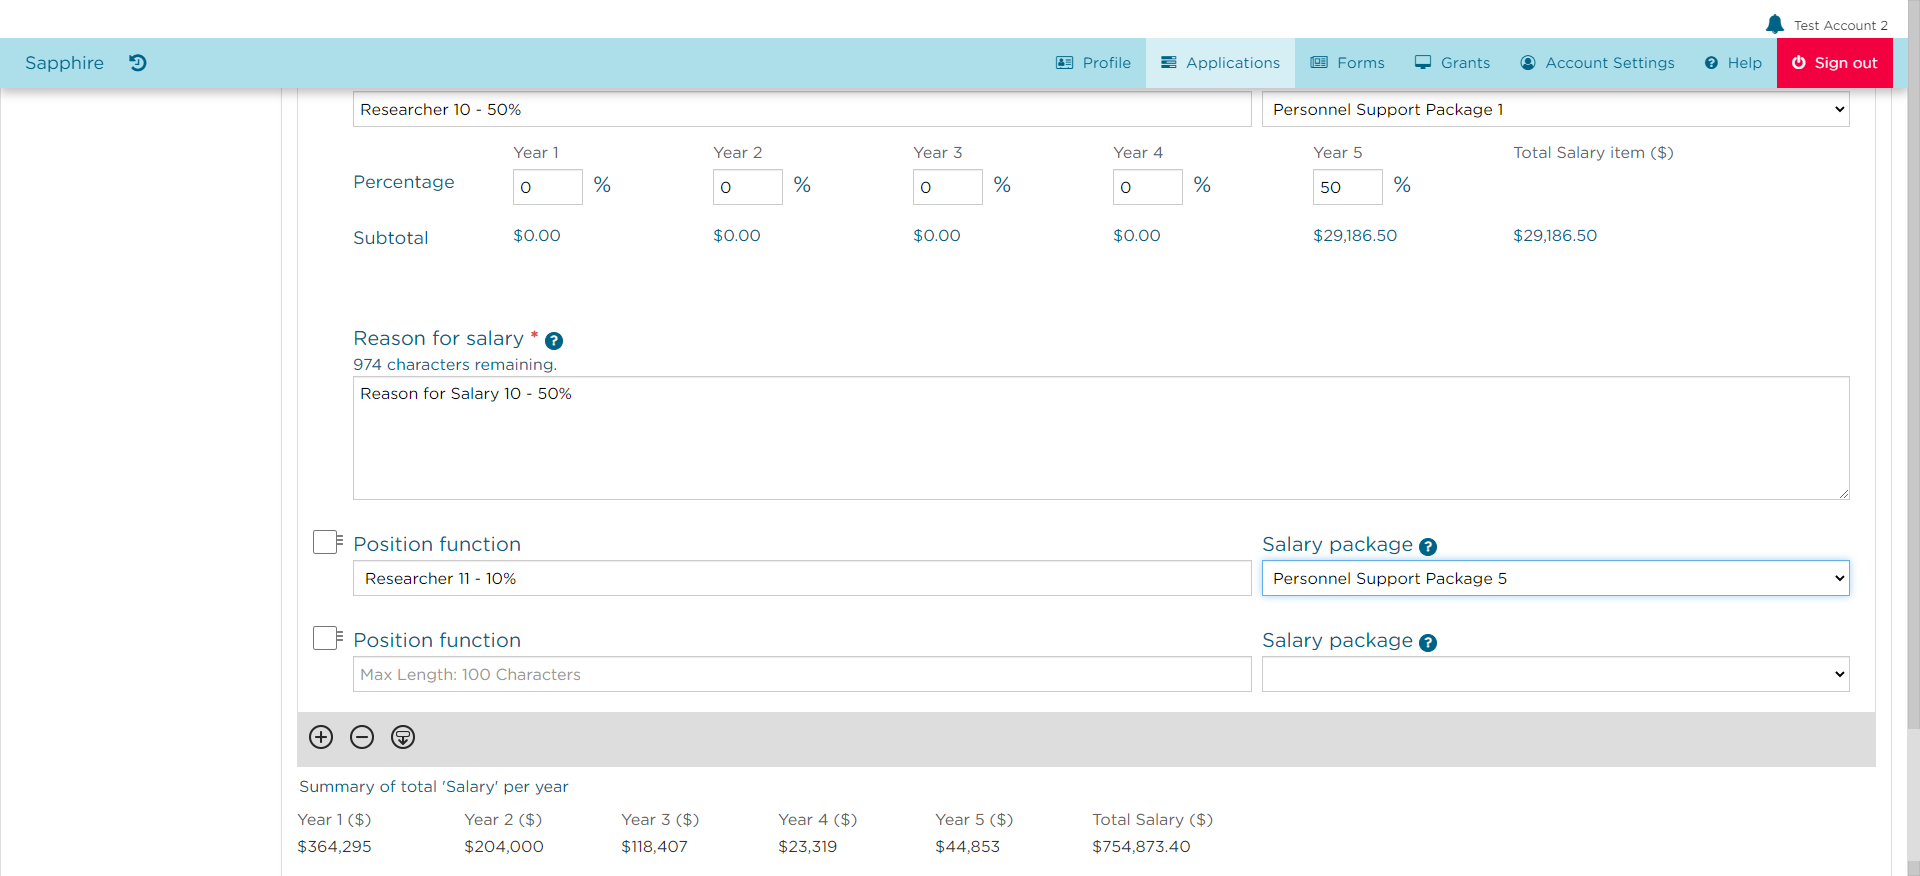 Test Account 2
Sapphire Profile Applications Forms Grants Account Settings Help Sign out
Researcher 10 - 50% Personnel Support Package 1
Year 1 Year 2 Year 3 Year 4 Year 5 Total Salary item ($)
Percentage 0 % 0 % 0 % 0 % 50 %
Subtotal $0.00 $0.00 $0.00 $0.00 $29,186.50 $29,186.50
Reason for salary * ?
974 characters remaining.
Reason for Salary 10 - 50%
Position function Salary package ?
Researcher 11 - 10% Personnel Support Package 5
Position function Salary package ?
Max Length: 100 Characters
Summary of total 'Salary' per year
Year 1 ($) Year 2 ($) Year 3 ($) Year 4 ($) Year 5 ($) Total Salary ($)
$364,295 $204,000 $118,407 $23,319 $44,853 $754,873.40